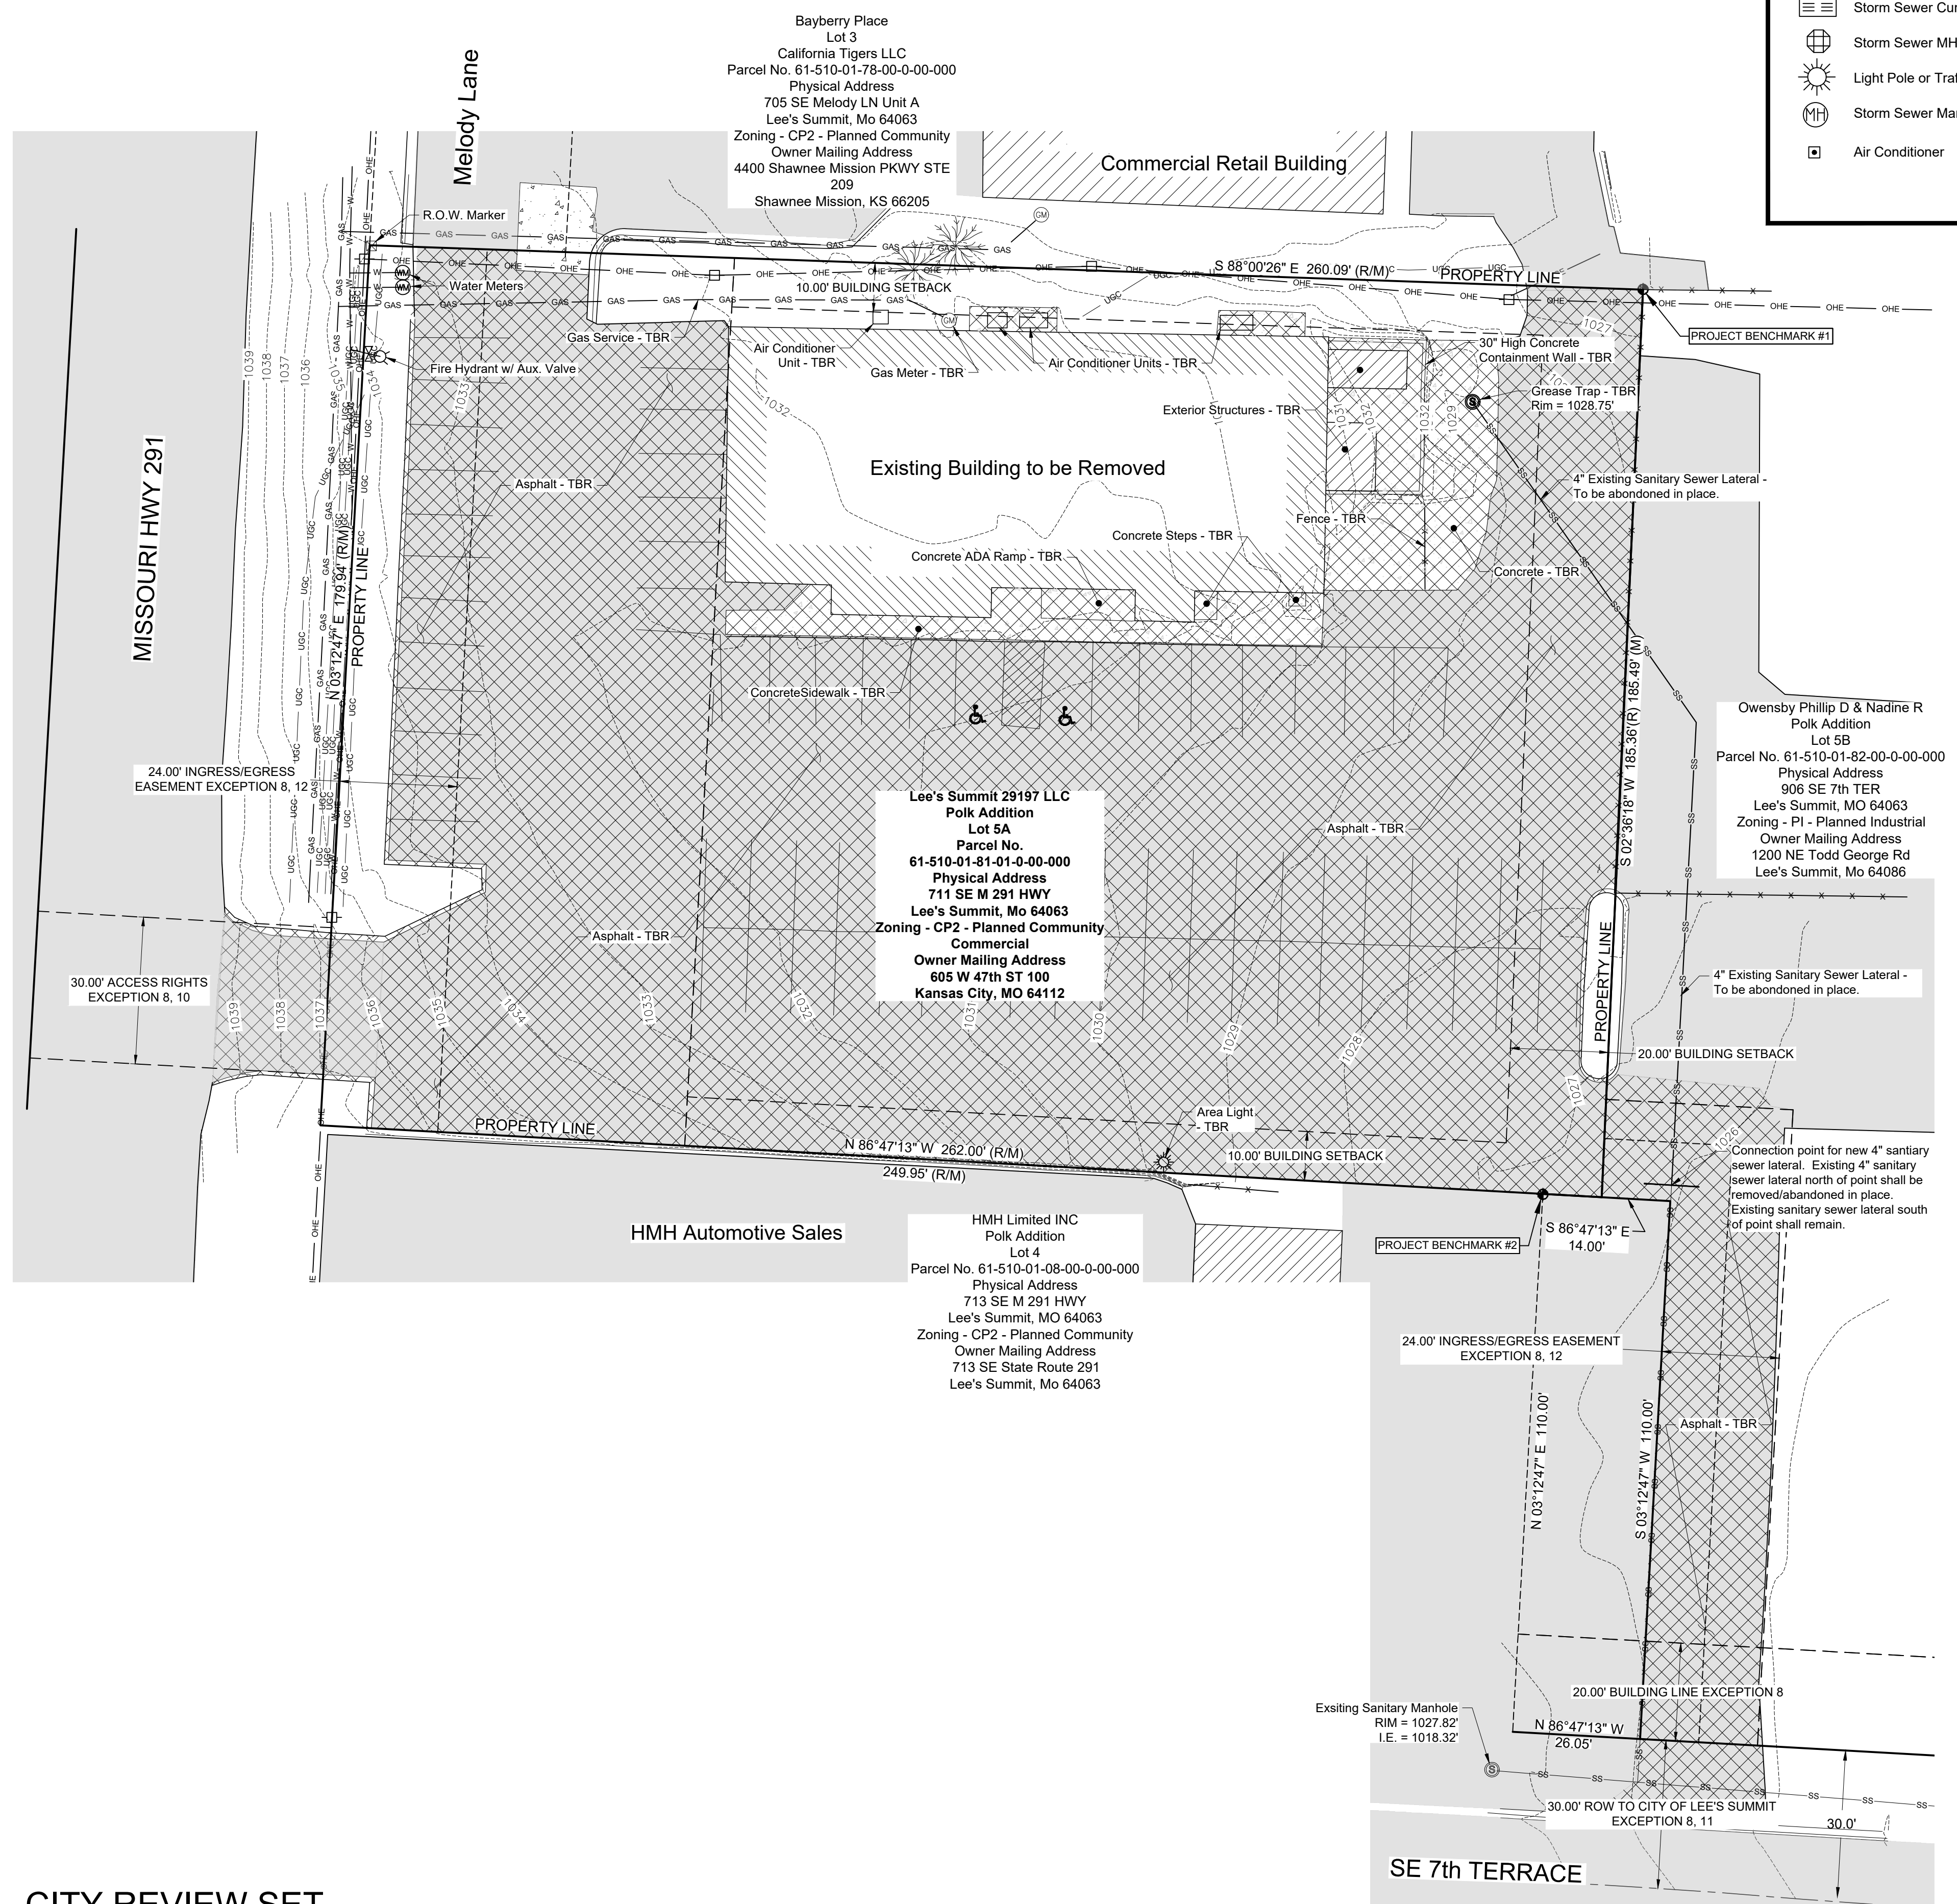 Storm Sewer Cur
Storm Sewer MH
Light Pole or Traf
MH
Storm Sewer Man
Air Conditioner
Bayberry Place
Lot 3
California Tigers LLC
Parcel No. 61-510-01-78-00-0-00-000
Physical Address
705 SE Melody LN Unit A
Lee's Summit, Mo 64063
Zoning - CP2 - Planned Community
Owner Mailing Address
4400 Shawnee Mission PKWY STE
209
Shawnee Mission, KS 66205
Melody Lane
Commercial Retail Building
R.O.W. Marker
Water Meters
Fire Hydrant w/ Aux. Valve
10.00' BUILDING SETBACK
S 88°00'26" E 260.09' (R/M)
PROPERTY LINE
PROJECT BENCHMARK #1
Gas Service - TBR
Air Conditioner
Unit - TBR
Gas Meter - TBR
Air Conditioner Units - TBR
30" High Concrete
Containment Wall - TBR
Grease Trap - TBR
Rim = 1028.75'
Exterior Structures - TBR
MISSOURI HWY 291
Existing Building to be Removed
Asphalt - TBR
4" Existing Sanitary Sewer Lateral -
To be abondoned in place.
Fence - TBR
Concrete Steps - TBR
Concrete ADA Ramp - TBR
Concrete - TBR
N 03°12'47" E 179.94' (R/M)
PROPERTY LINE
ConcreteSidewalk - TBR
S 02°36'18" W 185.36'(R) 185.49' (M)
Owensby Phillip D & Nadine R
Polk Addition
Lot 5B
Parcel No. 61-510-01-82-00-0-00-000
Physical Address
906 SE 7th TER
Lee's Summit, MO 64063
Zoning - PI - Planned Industrial
Owner Mailing Address
1200 NE Todd George Rd
Lee's Summit, Mo 64086
24.00' INGRESS/EGRESS
EASEMENT EXCEPTION 8, 12
Lee's Summit 29197 LLC
Polk Addition
Lot 5A
Parcel No.
61-510-01-81-01-0-00-000
Physical Address
711 SE M 291 HWY
Lee's Summit, Mo 64063
Zoning - CP2 - Planned Community
Commercial
Owner Mailing Address
605 W 47th ST 100
Kansas City, MO 64112
Asphalt - TBR
Asphalt - TBR
30.00' ACCESS RIGHTS
EXCEPTION 8, 10
PROPERTY LINE
4" Existing Sanitary Sewer Lateral -
To be abondoned in place.
1039 1038 1037 1036 1035 1034 1033 1032 1031 1030 1029 1028 1027 1026
20.00' BUILDING SETBACK
PROPERTY LINE
N 86°47'13" W 262.00' (R/M)
249.95' (R/M)
Area Light
- TBR
10.00' BUILDING SETBACK
Connection point for new 4" santiary
sewer lateral. Existing 4" sanitary
sewer lateral north of point shall be
removed/abandoned in place.
Existing sanitary sewer lateral south
of point shall remain.
HMH Automotive Sales
HMH Limited INC
Polk Addition
Lot 4
Parcel No. 61-510-01-08-00-0-00-000
Physical Address
713 SE M 291 HWY
Lee's Summit, MO 64063
Zoning - CP2 - Planned Community
Owner Mailing Address
713 SE State Route 291
Lee's Summit, Mo 64063
PROJECT BENCHMARK #2
S 86°47'13" E
14.00'
24.00' INGRESS/EGRESS EASEMENT
EXCEPTION 8, 12
N 03°12'47" E 110.00'
S 03°12'47" W 110.00'
Asphalt - TBR
20.00' BUILDING LINE EXCEPTION 8
Exsiting Sanitary Manhole
RIM = 1027.82'
I.E. = 1018.32'
N 86°47'13" W
26.05'
30.00' ROW TO CITY OF LEE'S SUMMIT
EXCEPTION 8, 11
30.0'
SE 7th TERRACE
CITY REVIEW SET